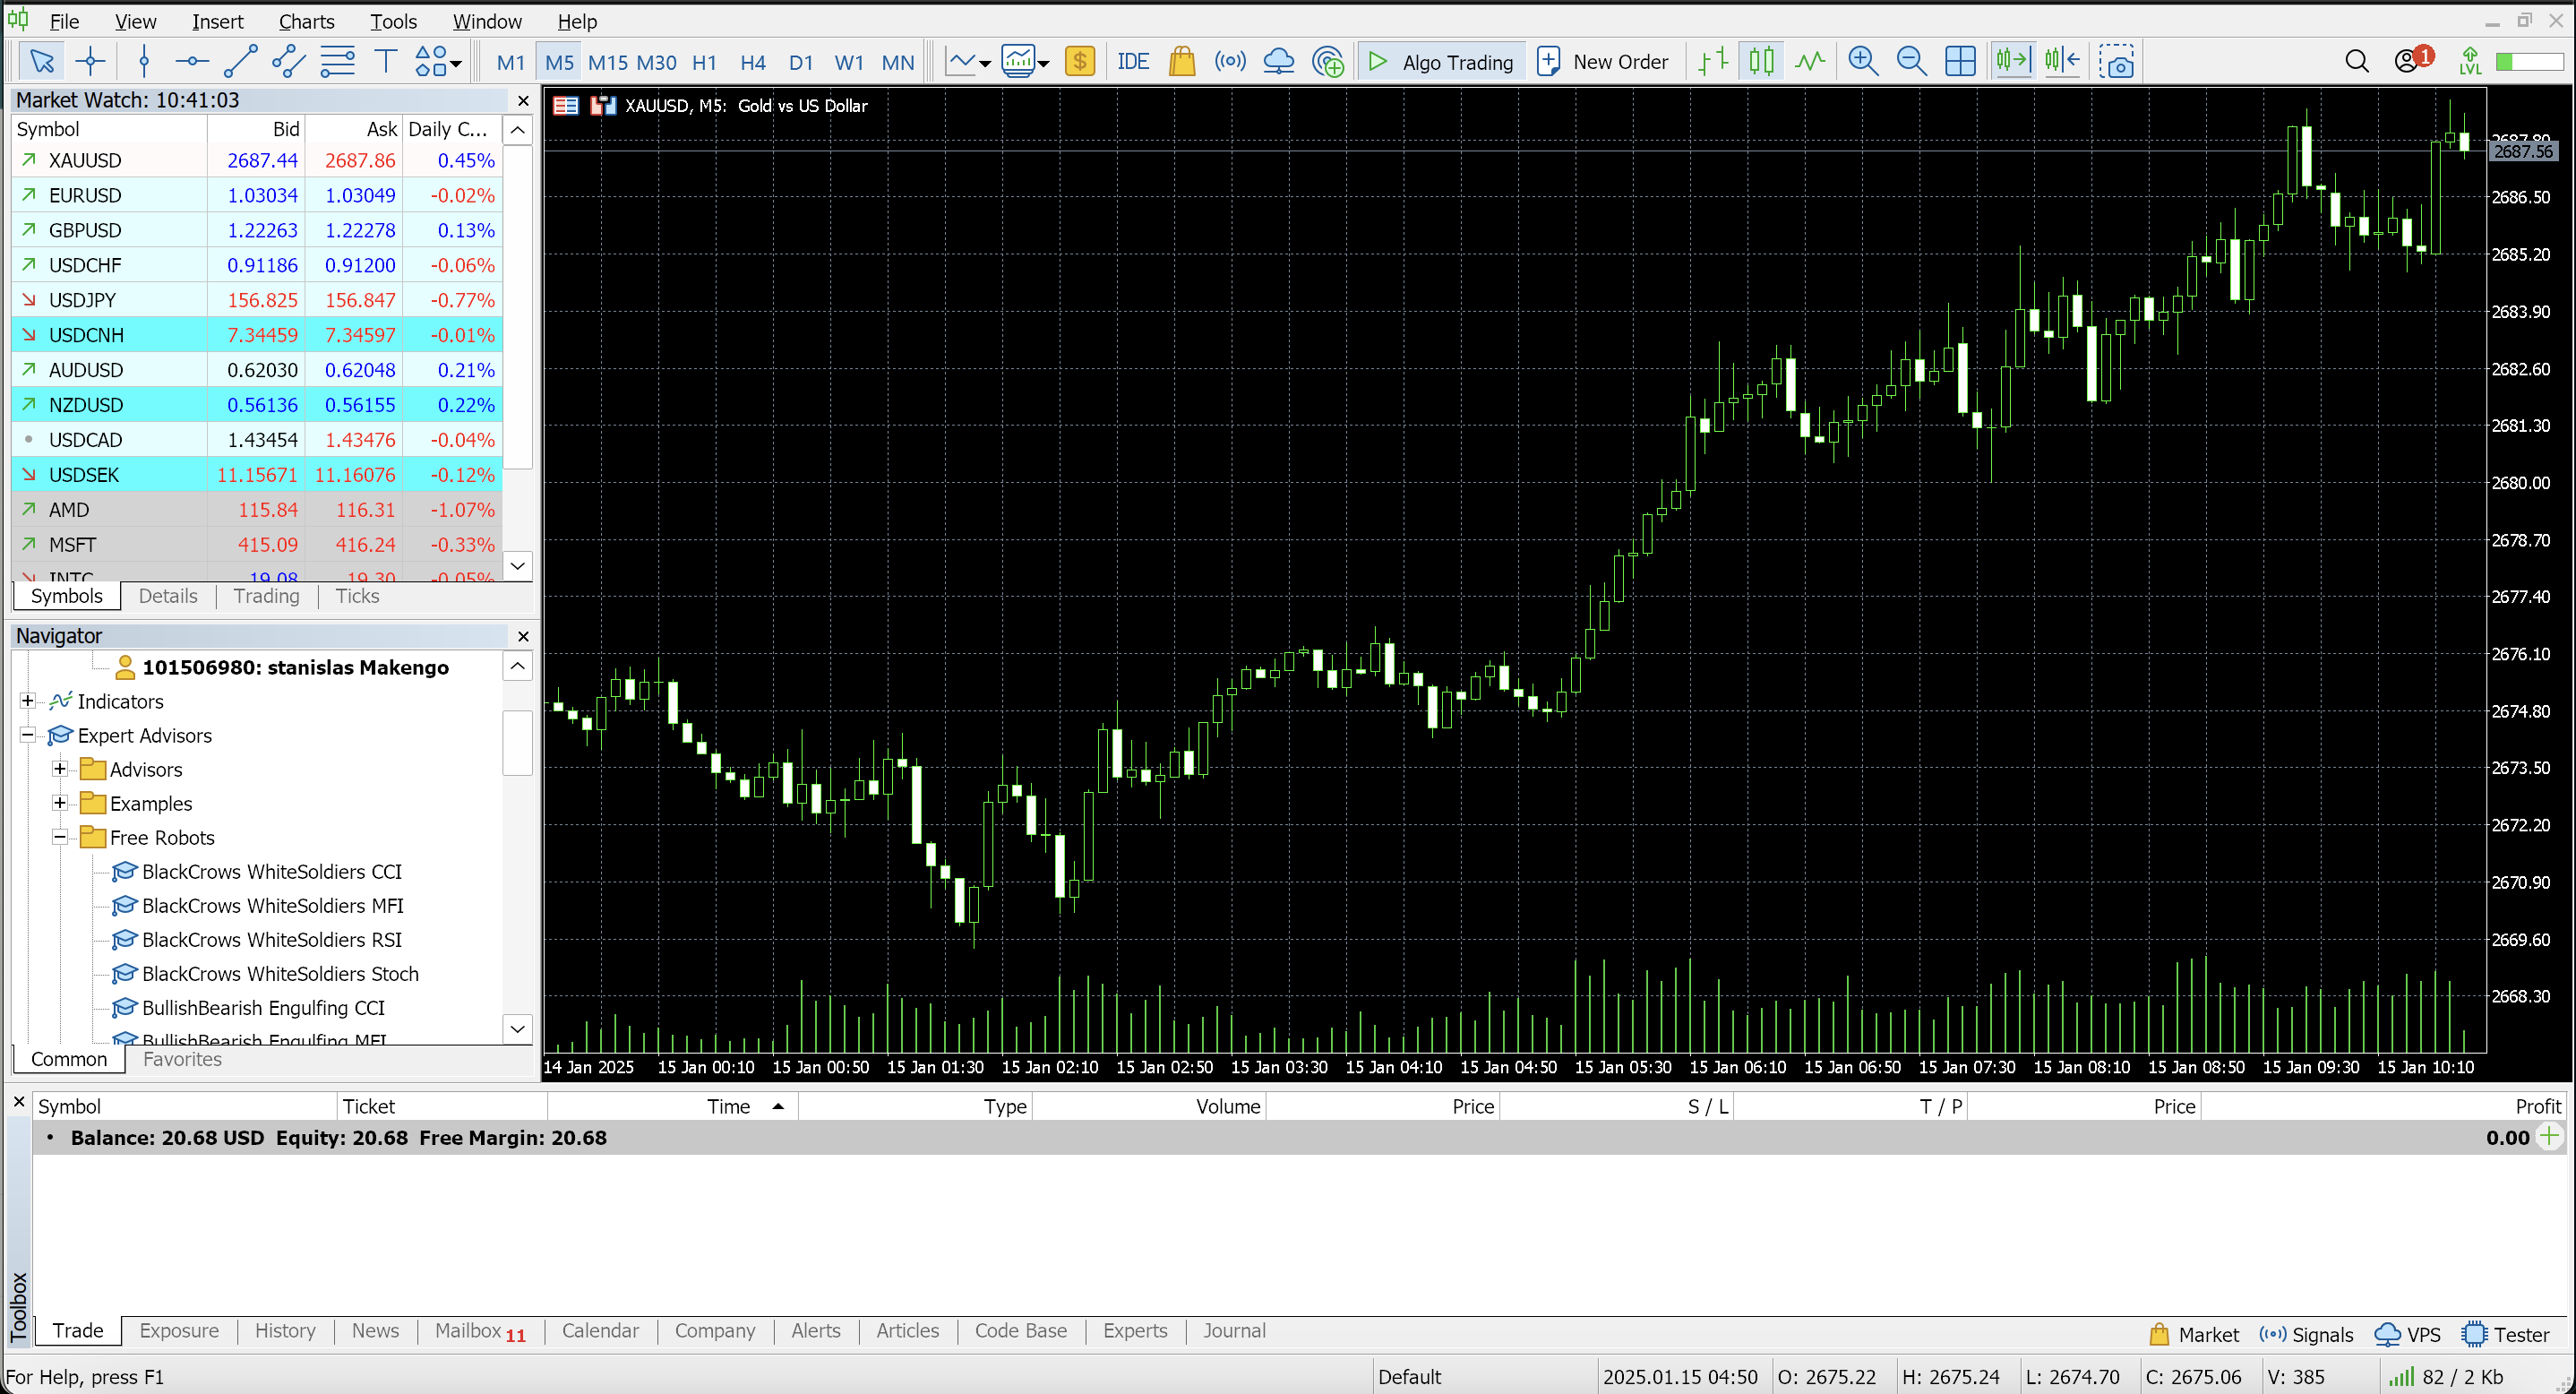 File View Insert Charts Tools Window Help
M1 M5 M15 M30 H1 H4 D1 W1 MN $ IDE Algo Trading New Order 1 LVL
Market Watch: 10:41:03
Symbol Bid Ask Daily C...
XAUUSD 2687.44 2687.86 0.45%
EURUSD 1.03034 1.03049 -0.02%
GBPUSD 1.22263 1.22278 0.13%
USDCHF 0.91186 0.91200 -0.06%
USDJPY 156.825 156.847 -0.77%
USDCNH 7.34459 7.34597 -0.01%
AUDUSD 0.62030 0.62048 0.21%
NZDUSD 0.56136 0.56155 0.22%
USDCAD 1.43454 1.43476 -0.04%
USDSEK 11.15671 11.16076 -0.12%
AMD 115.84 116.31 -1.07%
MSFT 415.09 416.24 -0.33%
INTC 19.08 19.30 -0.05%
Symbols Details Trading Ticks
Navigator
101506980: stanislas Makengo
Indicators
Expert Advisors
Advisors
Examples
Free Robots
BlackCrows WhiteSoldiers CCI
BlackCrows WhiteSoldiers MFI
BlackCrows WhiteSoldiers RSI
BlackCrows WhiteSoldiers Stoch
BullishBearish Engulfing CCI
BullishBearish Engulfing MFI
Common Favorites
XAUUSD, M5: Gold vs US Dollar
2687.80
2687.56
2686.50
2685.20
2683.90
2682.60
2681.30
2680.00
2678.70
2677.40
2676.10
2674.80
2673.50
2672.20
2670.90
2669.60
2668.30
14 Jan 2025 15 Jan 00:10 15 Jan 00:50 15 Jan 01:30 15 Jan 02:10 15 Jan 02:50 15 Jan 03:30 15 Jan 04:10 15 Jan 04:50 15 Jan 05:30 15 Jan 06:10 15 Jan 06:50 15 Jan 07:30 15 Jan 08:10 15 Jan 08:50 15 Jan 09:30 15 Jan 10:10
Symbol Ticket Time Type Volume Price S / L T / P Price Profit
Balance: 20.68 USD Equity: 20.68 Free Margin: 20.68 0.00
Toolbox
Trade Exposure History News Mailbox 11 Calendar Company Alerts Articles Code Base Experts Journal Market Signals VPS Tester
For Help, press F1 Default 2025.01.15 04:50 O: 2675.22 H: 2675.24 L: 2674.70 C: 2675.06 V: 385 82 / 2 Kb